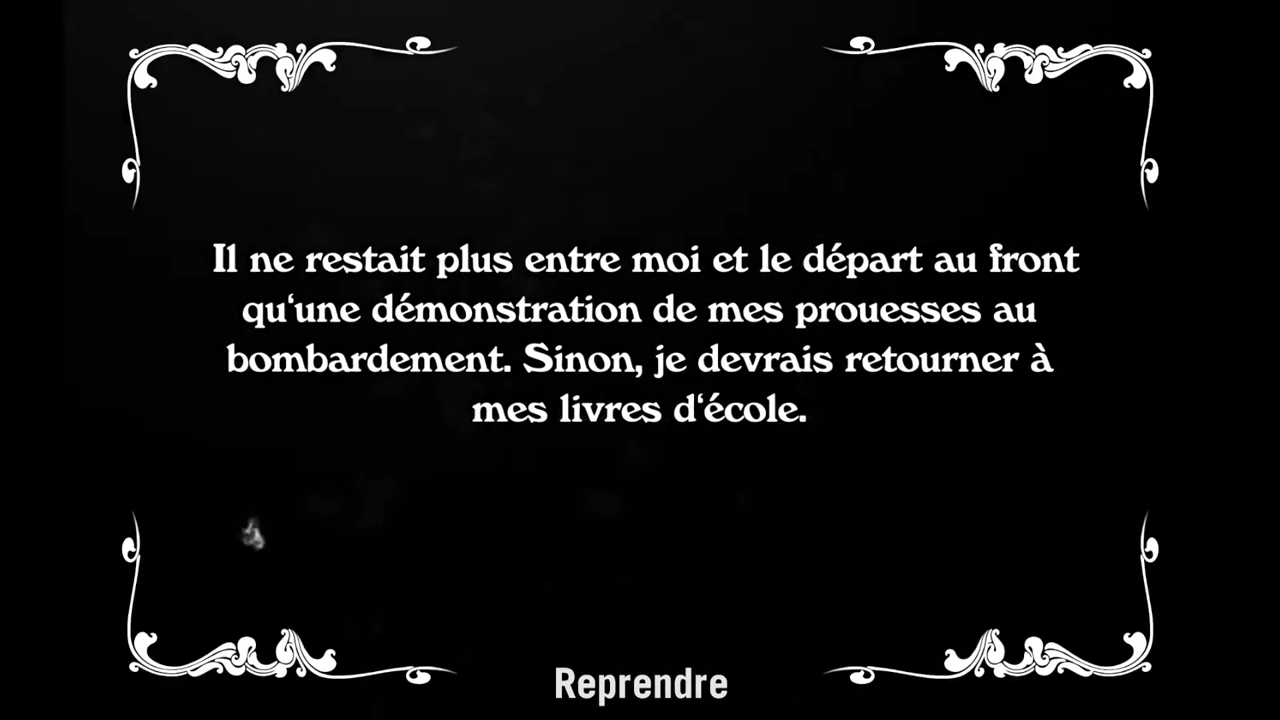 Il ne restait plus entre moi et le départ au front
qu‘une démonstration de mes prouesses au
bombardement. Sinon, je devrais retourner à
mes livres d‘école.
Reprendre